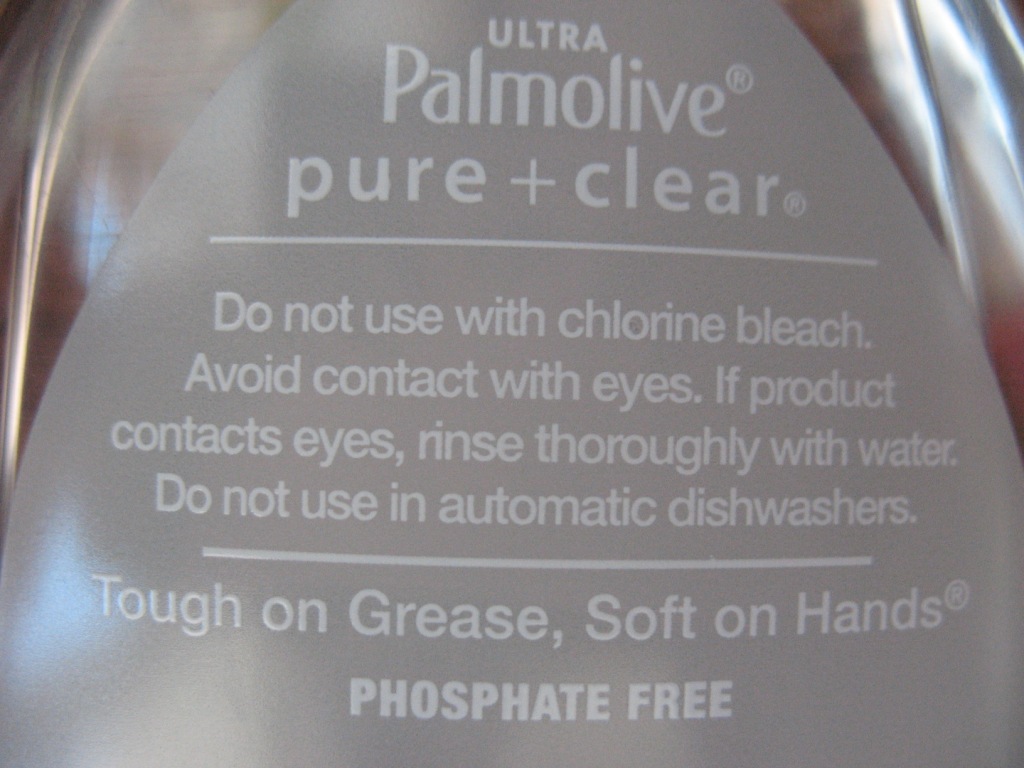 ULTRA
Palmolive®
pure + clear®
Do not use with chlorine bleach.
Avoid contact with eyes. If product
contacts eyes, rinse thoroughly with water.
Do not use in automatic dishwashers.
Tough on Grease, Soft on Hands®
PHOSPHATE FREE